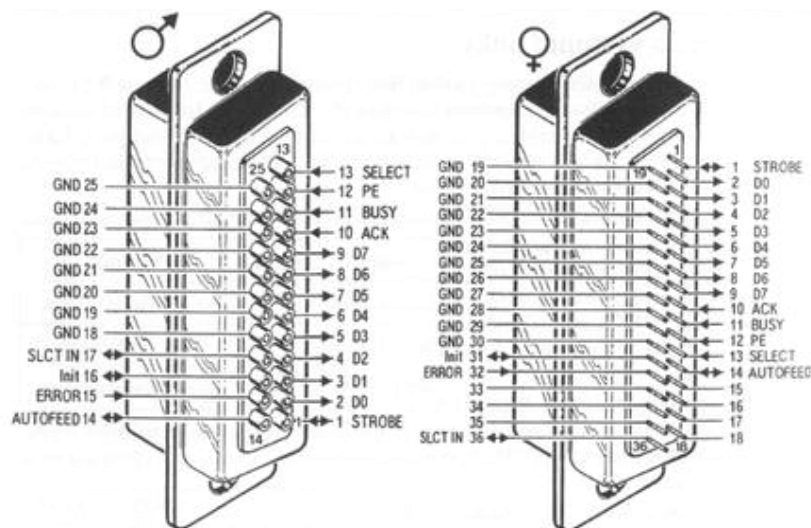 13
25
13 SELECT
GND 25
12 PE
GND 24
11 BUSY
GND 23
10 ACK
GND 22
9 D7
GND 21
8 D6
GND 20
7 D5
GND 19
6 D4
GND 18
5 D3
SLCT IN 17
4 D2
Init 16
3 D1
ERROR 15
2 D0
AUTOFEED 14
1 STROBE
14
1
1
19
GND 19
1 STROBE
GND 20
2 D0
GND 21
3 D1
GND 22
4 D2
GND 23
5 D3
GND 24
6 D4
GND 25
7 D5
GND 26
8 D6
GND 27
9 D7
GND 28
10 ACK
GND 29
11 BUSY
GND 30
12 PE
Init 31
13 SELECT
ERROR 32
14 AUTOFEED
33
15
34
16
35
17
SLCT IN 36
18
36
18